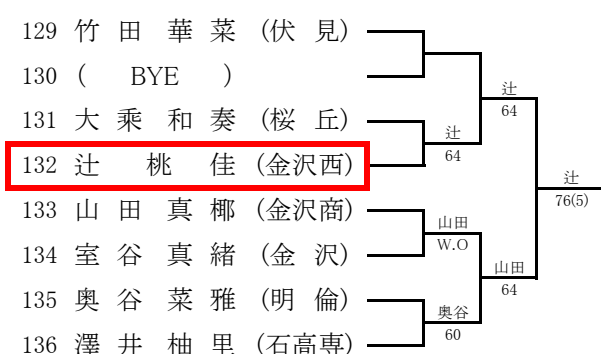 129 竹 田 華 菜 (伏 見)
130 ( BYE )
131 大 乘 和 奏 (桜 丘)
132 辻 桃 佳 (金沢西)
133 山 田 真 椰 (金沢商)
134 室 谷 真 緒 (金 沢)
135 奥 谷 菜 雅 (明 倫)
136 澤 井 柚 里 (石高専)
辻
64
山田
W.O
奥谷
60
辻
64
山田
64
辻
76(5)